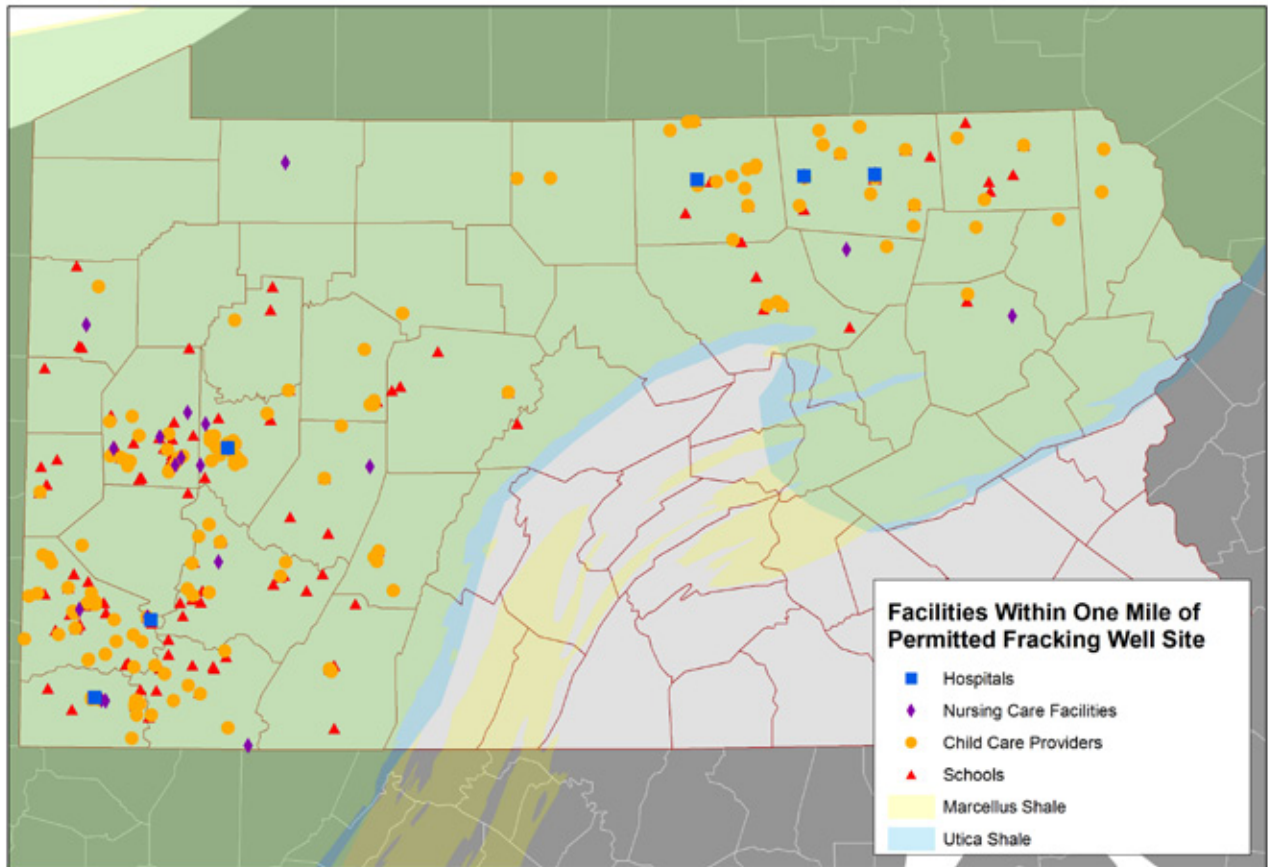 Facilities Within One Mile of
Permitted Fracking Well Site
Hospitals
Nursing Care Facilities
Child Care Providers
Schools
Marcellus Shale
Utica Shale